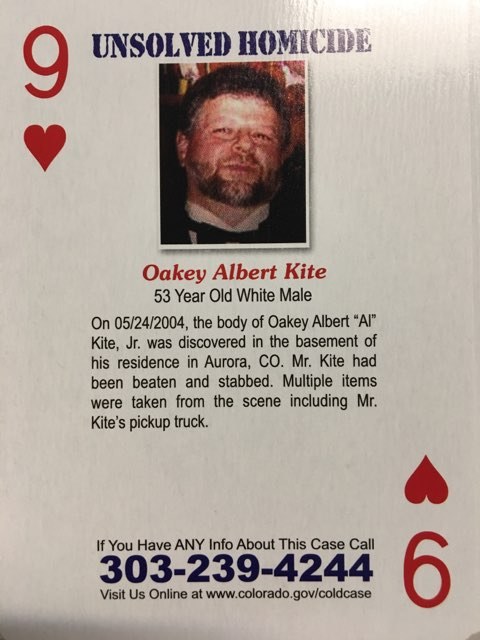 9
UNSOLVED HOMICIDE
Oakey Albert Kite
53 Year Old White Male
On 05/24/2004, the body of Oakey Albert “Al”
Kite, Jr. was discovered in the basement of
his residence in Aurora, CO. Mr. Kite had
been beaten and stabbed. Multiple items
were taken from the scene including Mr.
Kite's pickup truck.
If You Have ANY Info About This Case Call
303-239-4244
Visit Us Online at www.colorado.gov/coldcase
9